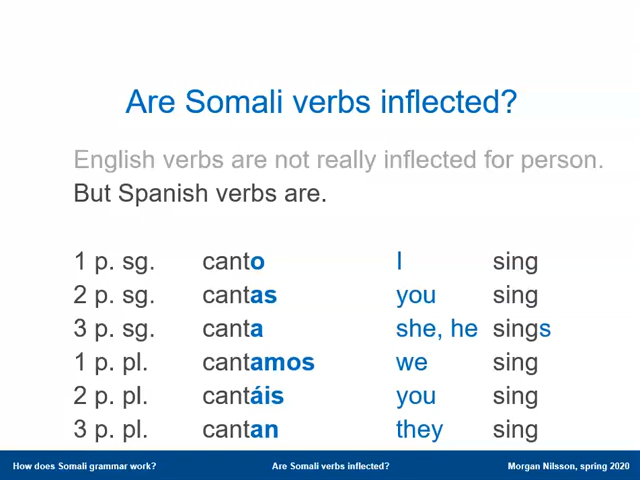 Are Somali verbs inflected?
English verbs are not really inflected for person.
But Spanish verbs are.
1 p. sg. canto I sing
2 p. sg. cantas you sing
3 p. sg. canta she, he sings
1 p. pl. cantamos we sing
2 p. pl. cantáis you sing
3 p. pl. cantan they sing
How does Somali grammar work? Are Somali verbs inflected? Morgan Nilsson, spring 2020